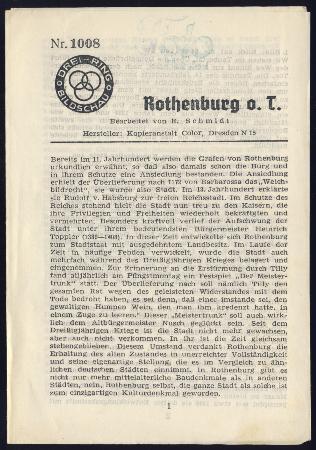 Nr. 1008
DREI-RING
BILDSCHAU
Rothenburg o. T.
Bearbeitet von H. Schmidt
Hersteller: Kopieranstalt Color, Dresden N 15
Bereits im 11. Jahrhundert werden die Grafen von Rothenburg
urkundlich erwähnt, so daß also damals schon die Burg und
in ihrem Schutze eine Ansiedlung bestanden. Die Ansiedlung
erhielt der Überlieferung nach 1172 von Barbarossa das „Weich-
bildrecht", sie wurde also Stadt. Im 13. Jahrhundert erklärte
sie Rudolf v. Habsburg zur freien Reichsstadt. Im Schutze des
Reiches stehend hielt die Stadt nun treu zu den Kaisern, die
ihre Privilegien und Freiheiten wiederholt bekräftigten und
vermehrten. Besonders kraftvoll verlief der Aufschwung der
Stadt unter ihrem bedeutendsten Bürgermeister Heinrich
Toppler. In dieser Zeit entwickelte sich Rothenburg
zum Stadtstaat mit ausgedehntem Landbesitz. Im Laufe der
Zeit in häufige Fehden verwickelt, wurde die Stadt auch
mehrfach während des Dreißigjährigen Krieges belagert und
eingenommen. Zur Erinnerung an die Erstürmung durch Tilly
fand alljährlich am Pfingstmontag ein Festspiel „Der Meister-
trunk" statt. Der Überlieferung nach soll nämlich Tilly den
gesamten Rat wegen des geleisteten Widerstandes mit dem
Tode bedroht haben, es sei denn, daß einer imstande sei, den
gewaltigen Humpen Wein, den man ihm kredenzt hatte, in
einem Zuge zu leeren." Dieser „Meistertrunk" soll auch wirk-
lich dem Altbürgermeister Nusch geglückt sein. Seit dem
Dreißigjährigen Kriege ist die Stadt nicht mehr gewachsen,
aber auch nicht verkommen. In ihr ist die Zeit gleichsam
stehengeblieben. Diesem Umstand verdankt Rothenburg die
Erhaltung des alten Zustandes in unerreichter Vollständigkeit
und seine eigenartige Stellung, die es im Vergleich zu ähn-
lichen deutschen Städten einnimmt. In Rothenburg gibt es
nicht nur mehr mittelalterliche Baudenkmale als in anderen
Städten, nein, Rothenburg selbst, die ganze Stadt als solche ist
zum einzigartigen Kulturdenkmal geworden.
1